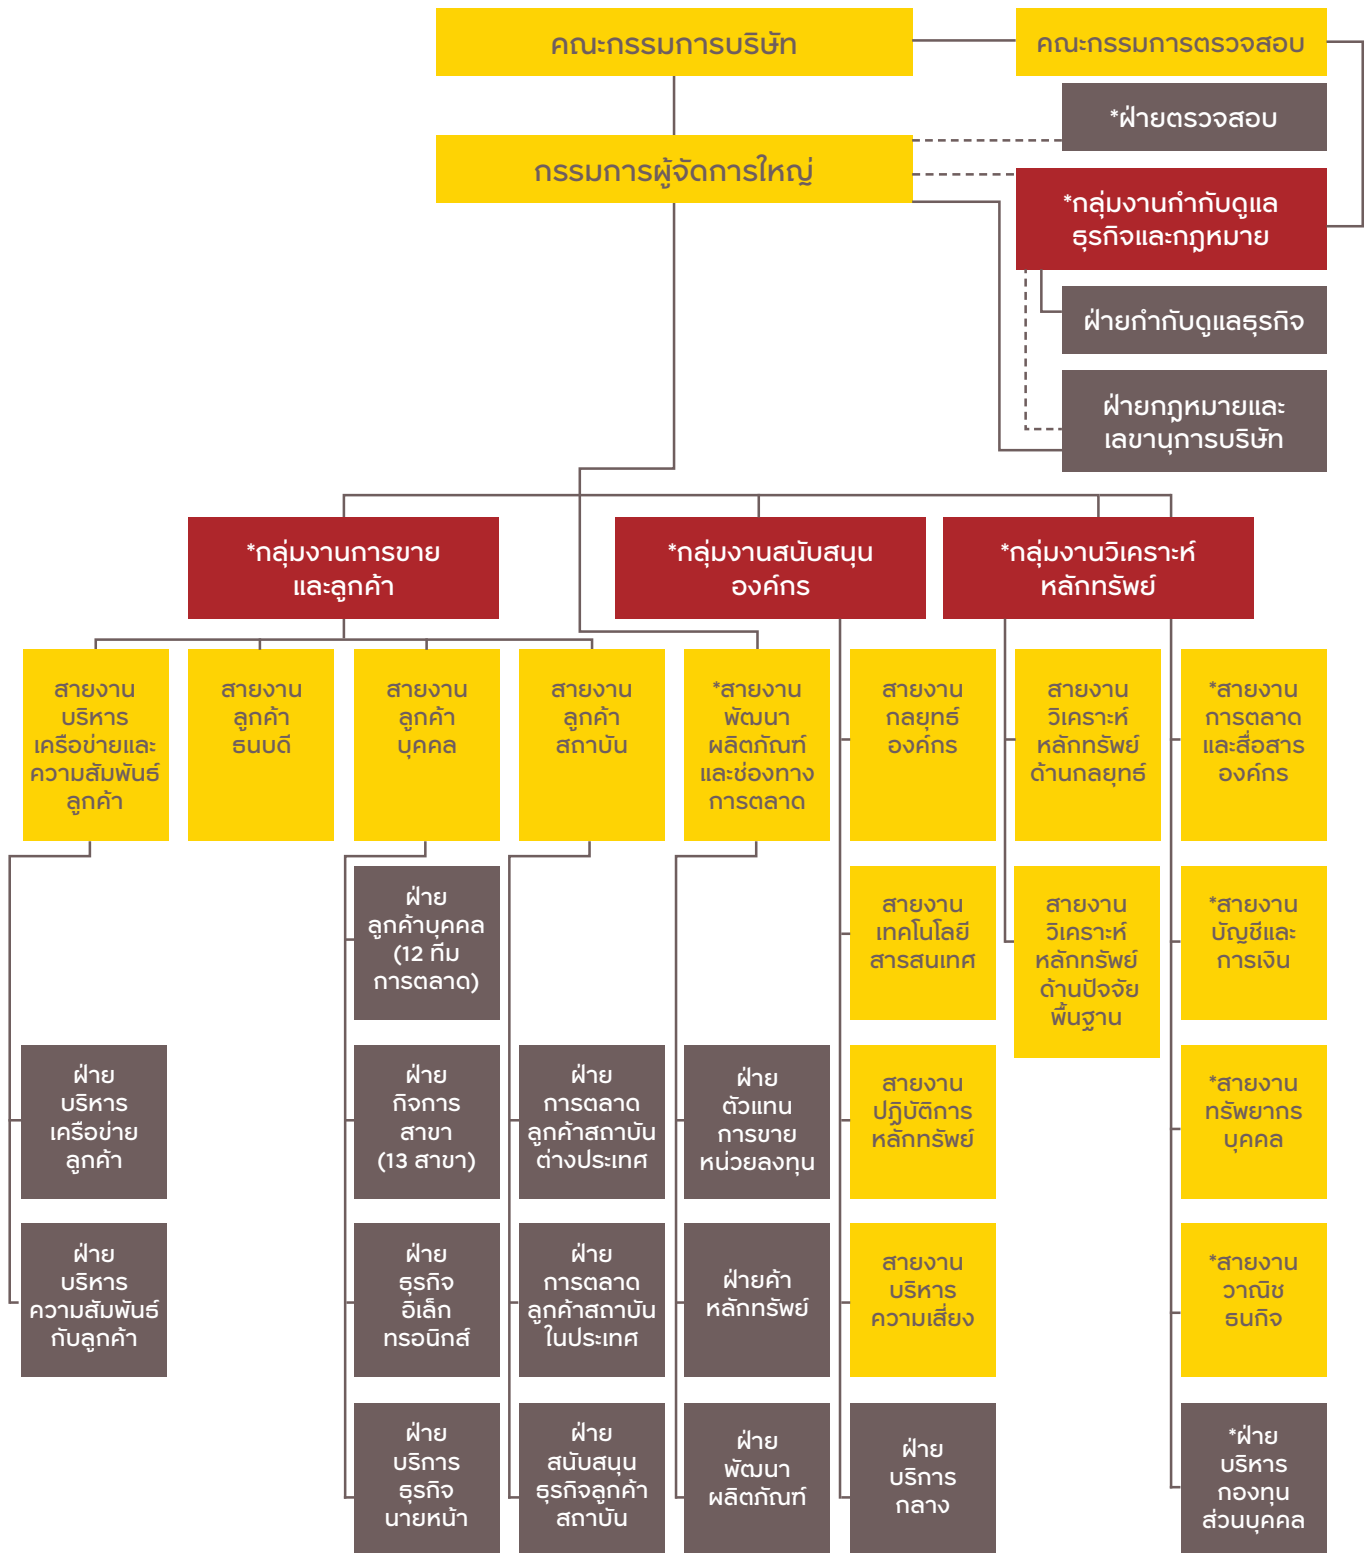 คณะกรรมการบริษัท
คณะกรรมการตรวจสอบ
*ฝ่ายตรวจสอบ
กรรมการผู้จัดการใหญ่
*กลุ่มงานกำกับดูแล
ธุรกิจและกฎหมาย
ฝ่ายกำกับดูแลธุรกิจ
ฝ่ายกฎหมายและ
เลขานุการบริษัท
*กลุ่มงานการขาย
และลูกค้า
*กลุ่มงานสนับสนุน
องค์กร
*กลุ่มงานวิเคราะห์
หลักทรัพย์
สายงาน
บริหาร
เครือข่ายและ
ความสัมพันธ์
ลูกค้า
สายงาน
ลูกค้า
ธนบดี
สายงาน
ลูกค้า
บุคคล
สายงาน
ลูกค้า
สถาบัน
*สายงาน
พัฒนา
ผลิตภัณฑ์
และช่องทาง
การตลาด
สายงาน
กลยุทธ์
องค์กร
สายงาน
วิเคราะห์
หลักทรัพย์
ด้านกลยุทธ์
*สายงาน
การตลาด
และสื่อสาร
องค์กร
ฝ่าย
ลูกค้าบุคคล
(12 ทีม
การตลาด)
สายงาน
เทคโนโลยี
สารสนเทศ
สายงาน
วิเคราะห์
หลักทรัพย์
ด้านปัจจัย
พื้นฐาน
*สายงาน
บัญชีและ
การเงิน
ฝ่าย
บริหาร
เครือข่าย
ลูกค้า
ฝ่าย
กิจการ
สาขา
(13 สาขา)
ฝ่าย
การตลาด
ลูกค้าสถาบัน
ต่างประเทศ
ฝ่าย
ตัวแทน
การขาย
หน่วยลงทุน
สายงาน
ปฏิบัติการ
หลักทรัพย์
*สายงาน
ทรัพยากร
บุคคล
ฝ่าย
บริหาร
ความสัมพันธ์
กับลูกค้า
ฝ่าย
ธุรกิจ
อิเล็ก
ทรอนิกส์
ฝ่าย
การตลาด
ลูกค้าสถาบัน
ในประเทศ
ฝ่ายค้า
หลักทรัพย์
สายงาน
บริหาร
ความเสี่ยง
*สายงาน
วาณิช
ธนกิจ
ฝ่าย
บริการ
ธุรกิจ
นายหน้า
ฝ่าย
สนับสนุน
ธุรกิจลูกค้า
สถาบัน
ฝ่าย
พัฒนา
ผลิตภัณฑ์
ฝ่าย
บริการ
กลาง
*ฝ่าย
บริหาร
กองทุน
ส่วนบุคคล